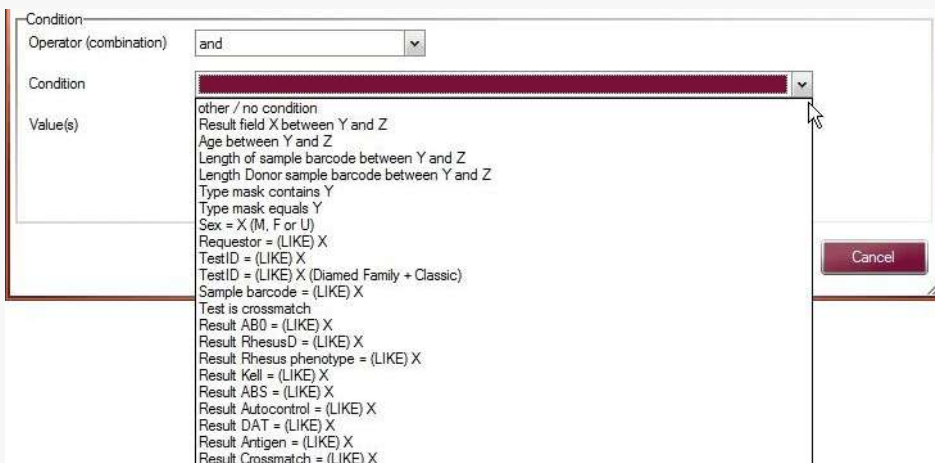 Condition
Operator (combination) and
Condition
other / no condition
Value(s)
Result field X between Y and Z
Age between Y and Z
Length of sample barcode between Y and Z
Length Donor sample barcode between Y and Z
Type mask contains Y
Type mask equals Y
Sex = X (M, F or U)
Requestor = (LIKE) X
TestID = (LIKE) X
Cancel
TestID = (LIKE) X (Diamed Family + Classic)
Sample barcode = (LIKE) X
Test is crossmatch
Result AB0 = (LIKE) X
Result RhesusD = (LIKE) X
Result Rhesus phenotype = (LIKE) X
Result Kell = (LIKE) X
Result ABS = (LIKE) X
Result Autocontrol = (LIKE) X
Result DAT = (LIKE) X
Result Antigen = (LIKE) X
Result Crossmatch = (LIKE) X